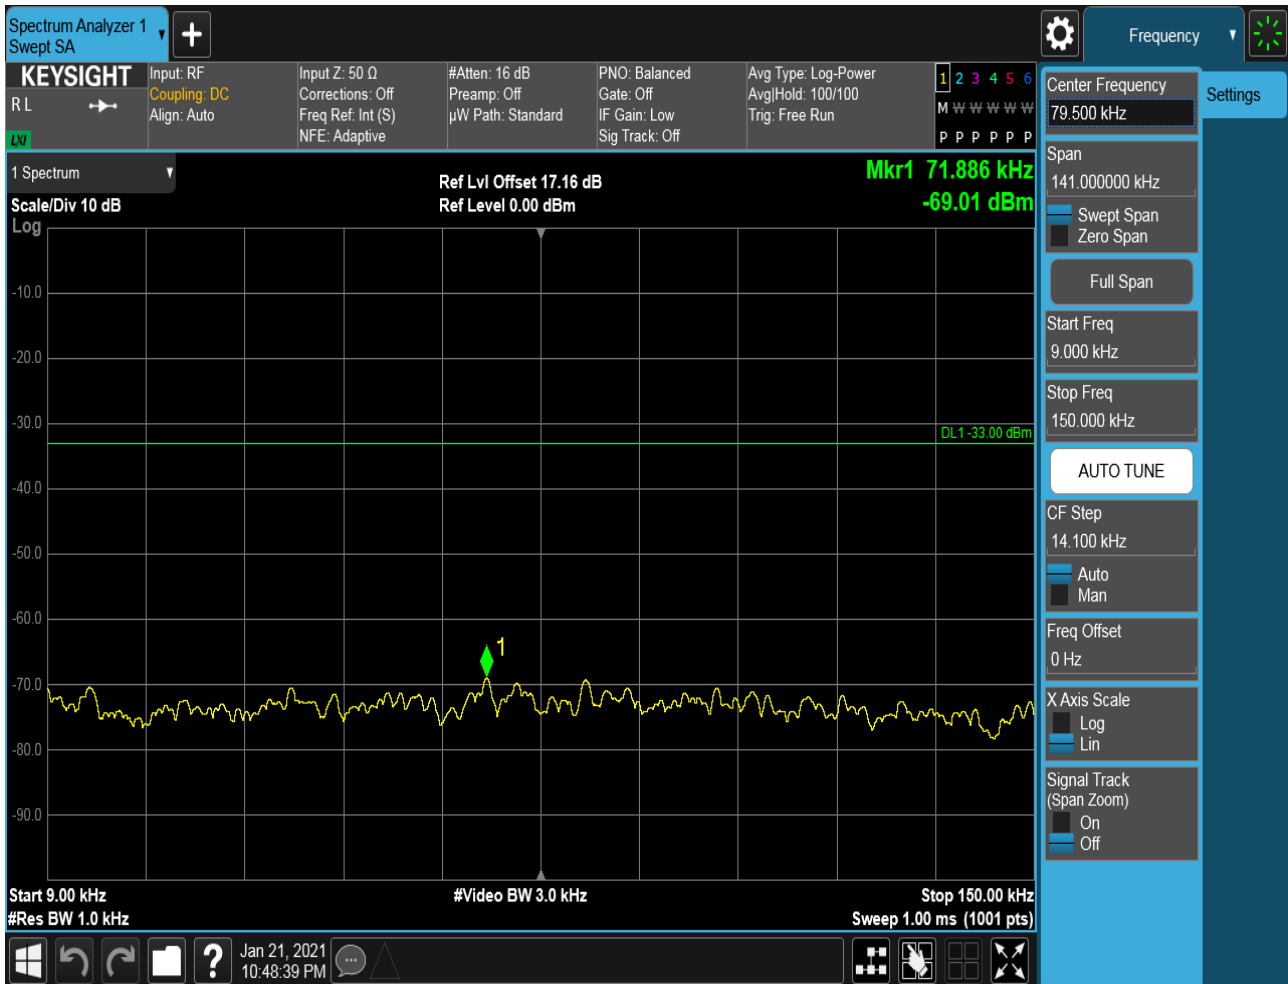 Spectrum Analyzer 1
Swept SA
+
Frequency
KEYSIGHT
R L
LXI
Input: RF
Coupling: DC
Align: Auto
Input Z: 50 Ω
Corrections: Off
Freq Ref: Int (S)
NFE: Adaptive
#Atten: 16 dB
Preamp: Off
µW Path: Standard
PNO: Balanced
Gate: Off
IF Gain: Low
Sig Track: Off
Avg Type: Log-Power
Avg|Hold: 100/100
Trig: Free Run
1 2 3 4 5 6
M W W W W W
P P P P P P
1 Spectrum
Scale/Div 10 dB
Log
Ref Lvl Offset 17.16 dB
Ref Level 0.00 dBm
Mkr1 71.886 kHz
-69.01 dBm
-10.0
-20.0
-30.0
DL1 -33.00 dBm
-40.0
-50.0
-60.0
1
-70.0
-80.0
-90.0
Start 9.00 kHz
#Video BW 3.0 kHz
Stop 150.00 kHz
#Res BW 1.0 kHz
Sweep 1.00 ms (1001 pts)
Center Frequency
79.500 kHz
Settings
Span
141.000000 kHz
Swept Span
Zero Span
Full Span
Start Freq
9.000 kHz
Stop Freq
150.000 kHz
AUTO TUNE
CF Step
14.100 kHz
Auto
Man
Freq Offset
0 Hz
X Axis Scale
Log
Lin
Signal Track
(Span Zoom)
On
Off
?
Jan 21, 2021
10:48:39 PM